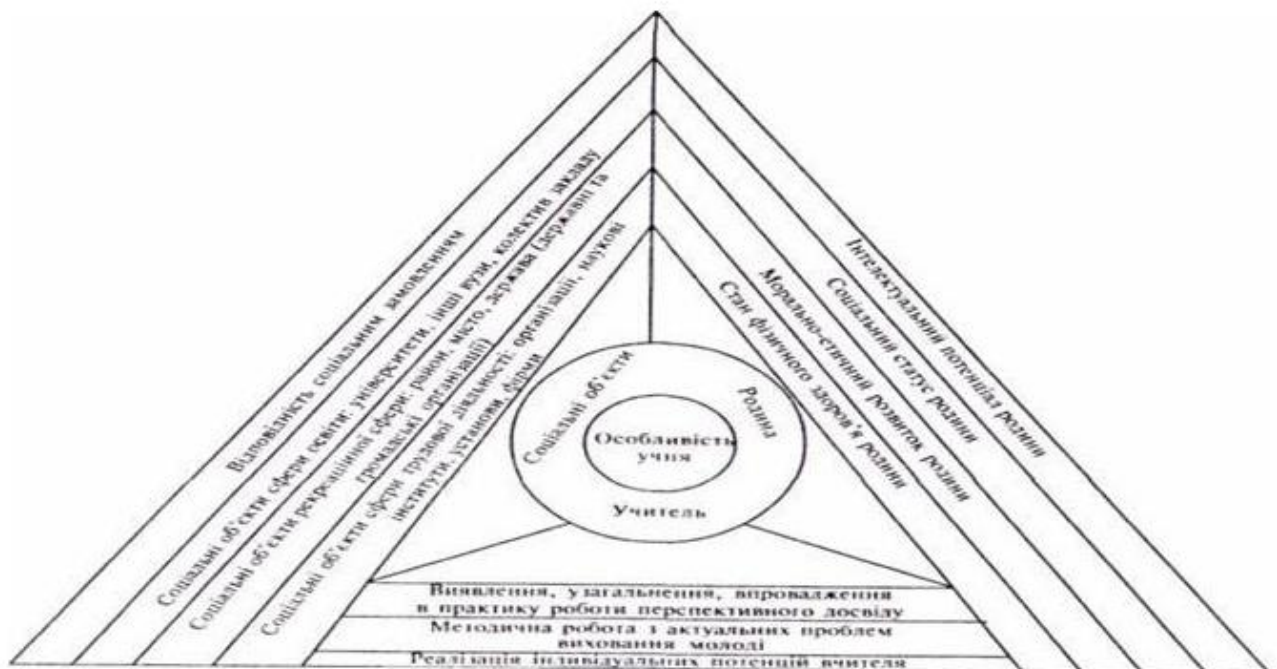 Відповідність соціальним замовленням
Соціальні об'єкти сфери освіти: університети, інші вузи, колектив закладу
Соціальні об'єкти рекреаційної сфери: район, місто, держава (державні та
громадські організації)
Соціальні об'єкти сфери трудової діяльності: організації, наукові
інститути, установи, фірми
Інтелектуальний потенціал родини
Соціальний статус родини
Морально-етичний розвиток родини
Стан фізичного здоров'я родини
Соціальні об'єкти
Родина
Особливість
учня
Учитель
Виявлення, узагальнення, впровадження
в практику роботи перспективного досвіду
Методична робота з актуальних проблем
виховання молоді
Реалізація індивідуальних потенцій вчителя